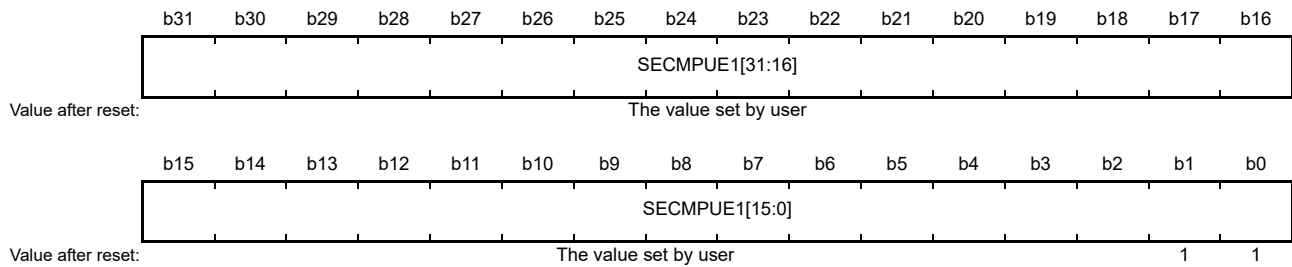 b31 b30 b29 b28 b27 b26 b25 b24 b23 b22 b21 b20 b19 b18 b17 b16
SECMPUE1[31:16]
Value after reset: The value set by user
b15 b14 b13 b12 b11 b10 b9 b8 b7 b6 b5 b4 b3 b2 b1 b0
SECMPUE1[15:0]
Value after reset: The value set by user 1 1